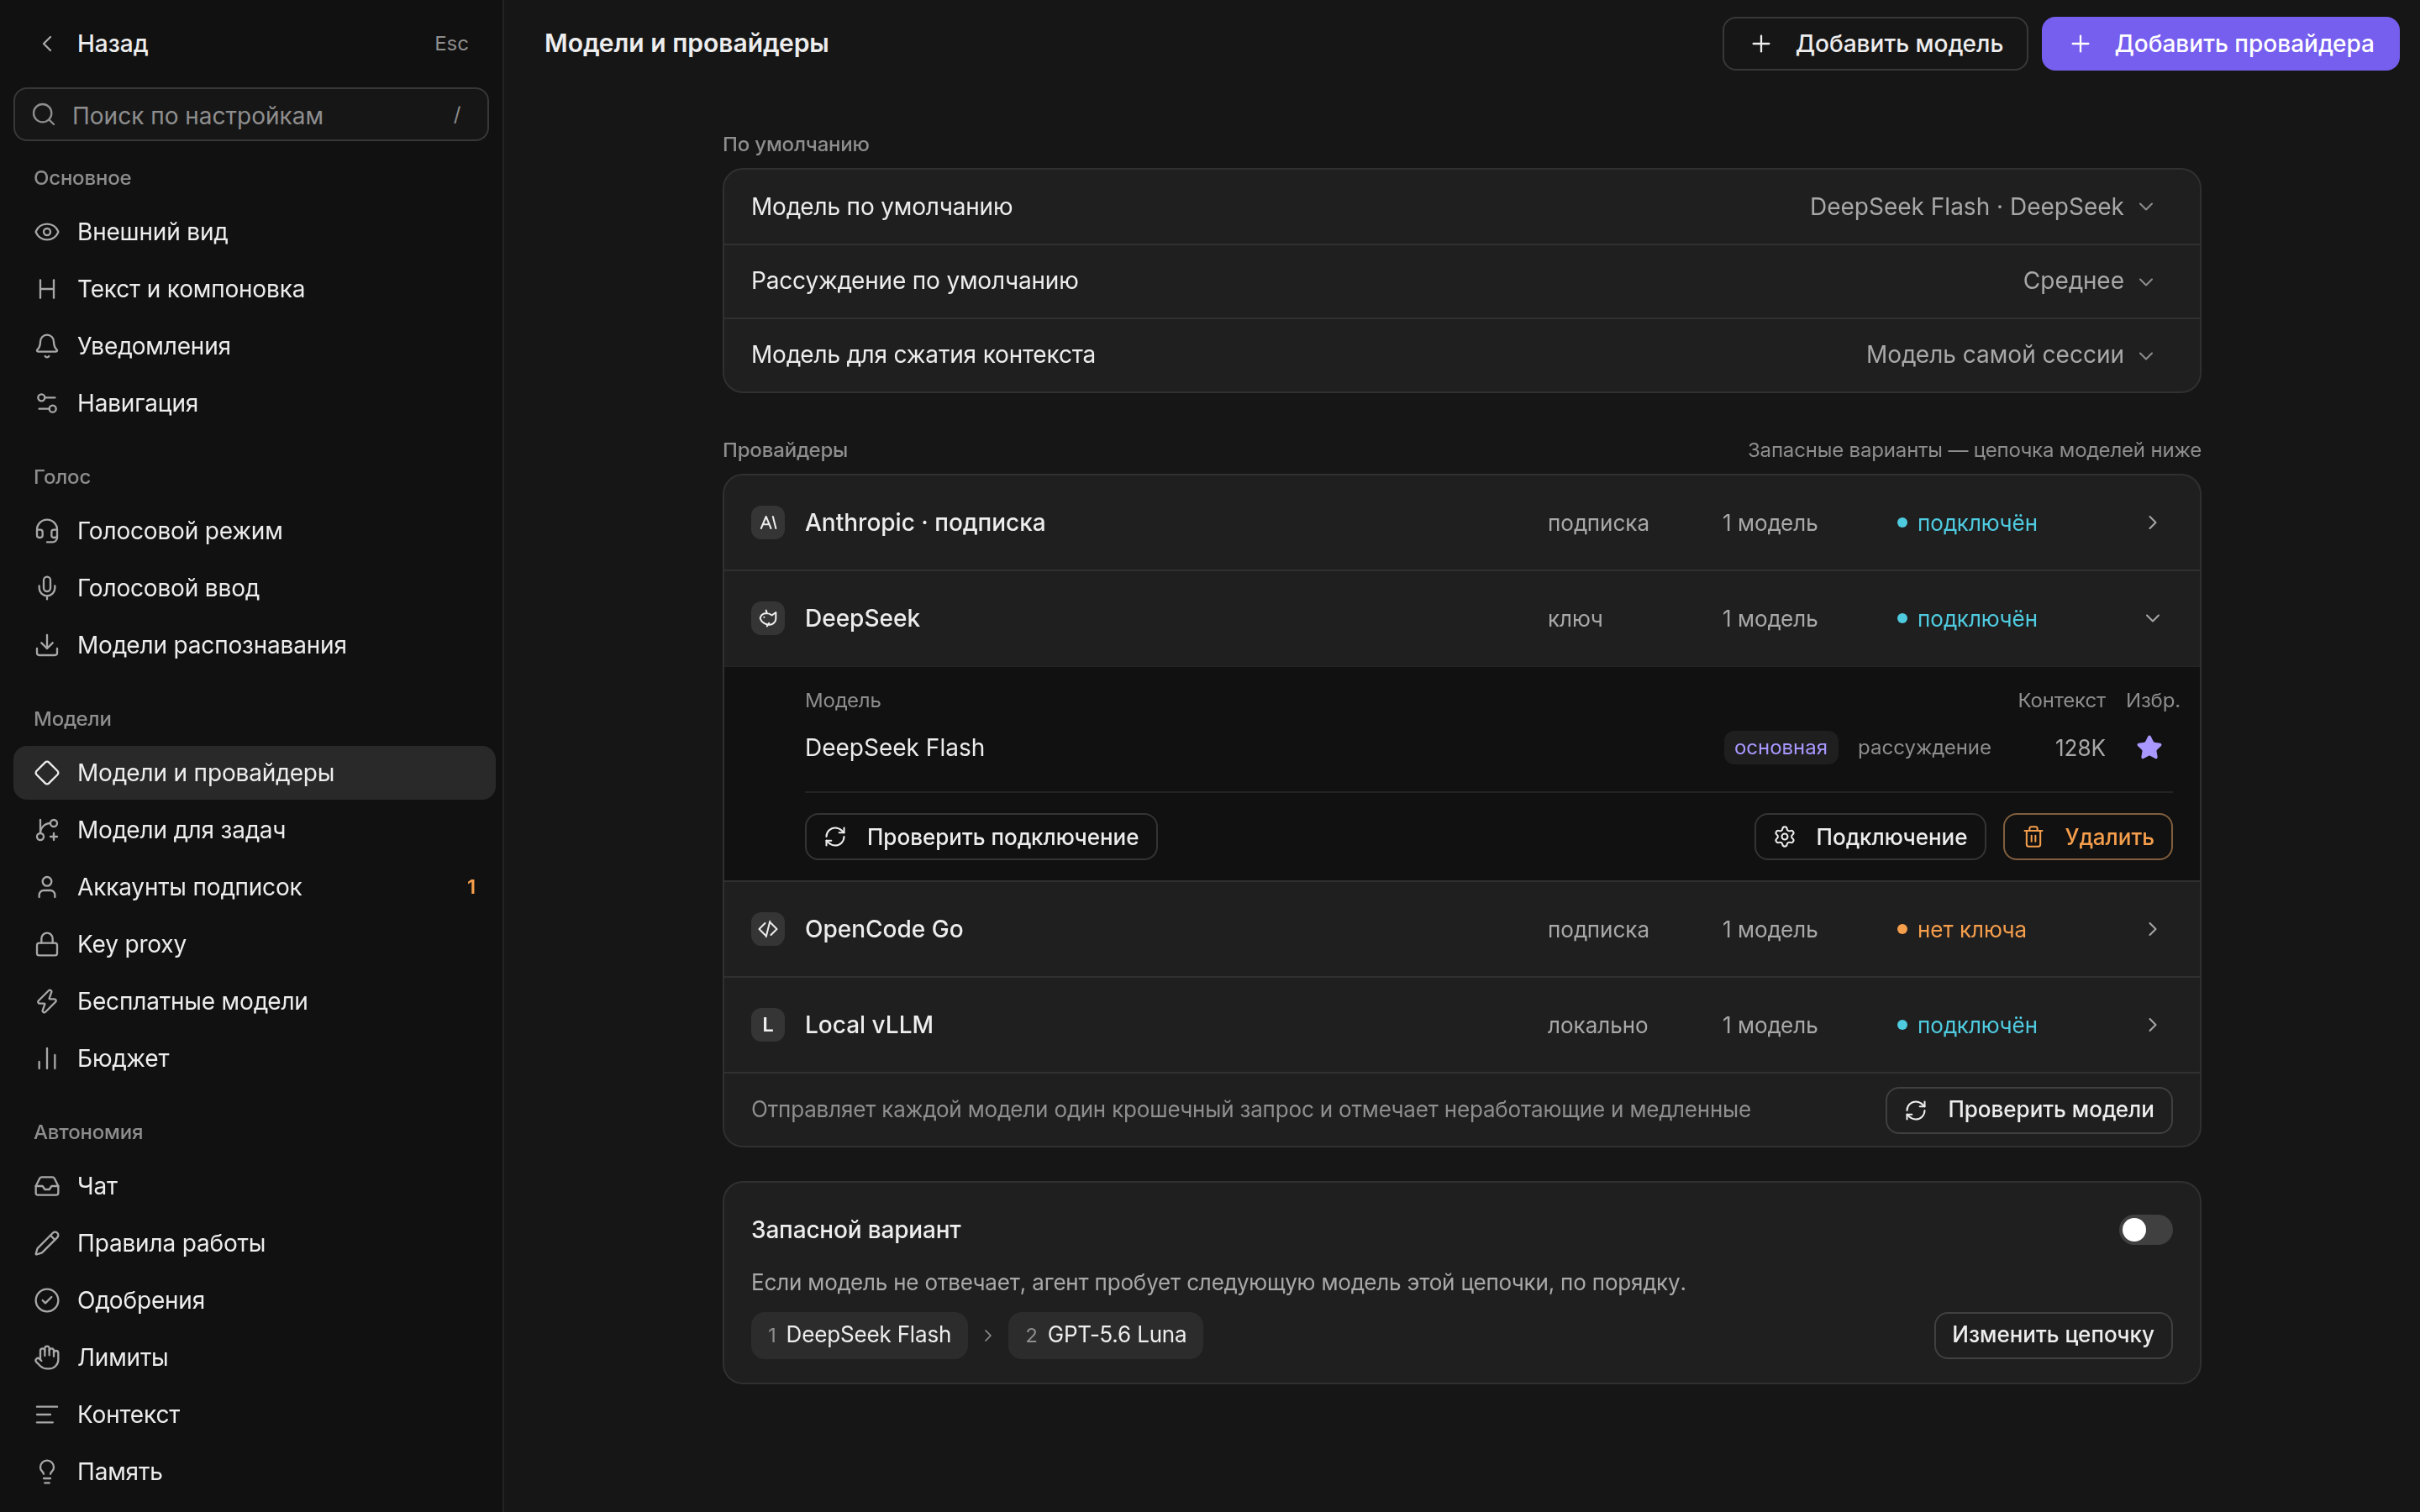 Назад Esc
Поиск по настройкам /
Основное
Внешний вид
Текст и компоновка
Уведомления
Навигация
Голос
Голосовой режим
Голосовой ввод
Модели распознавания
Модели
Модели и провайдеры
Модели для задач
Аккаунты подписок 1
Key proxy
Бесплатные модели
Бюджет
Автономия
Чат
Правила работы
Одобрения
Лимиты
Контекст
Память
Модели и провайдеры
Добавить модель
Добавить провайдера
По умолчанию
Модель по умолчанию DeepSeek Flash · DeepSeek
Рассуждение по умолчанию Среднее
Модель для сжатия контекста Модель самой сессии
Провайдеры Запасные варианты — цепочка моделей ниже
A\ Anthropic · подписка подписка 1 модель подключён
DeepSeek ключ 1 модель подключён
Модель Контекст Избр.
DeepSeek Flash основная рассуждение 128K
Проверить подключение Подключение Удалить
OpenCode Go подписка 1 модель нет ключа
L Local vLLM локально 1 модель подключён
Отправляет каждой модели один крошечный запрос и отмечает неработающие и медленные Проверить модели
Запасной вариант
Если модель не отвечает, агент пробует следующую модель этой цепочки, по порядку.
1 DeepSeek Flash 2 GPT-5.6 Luna Изменить цепочку